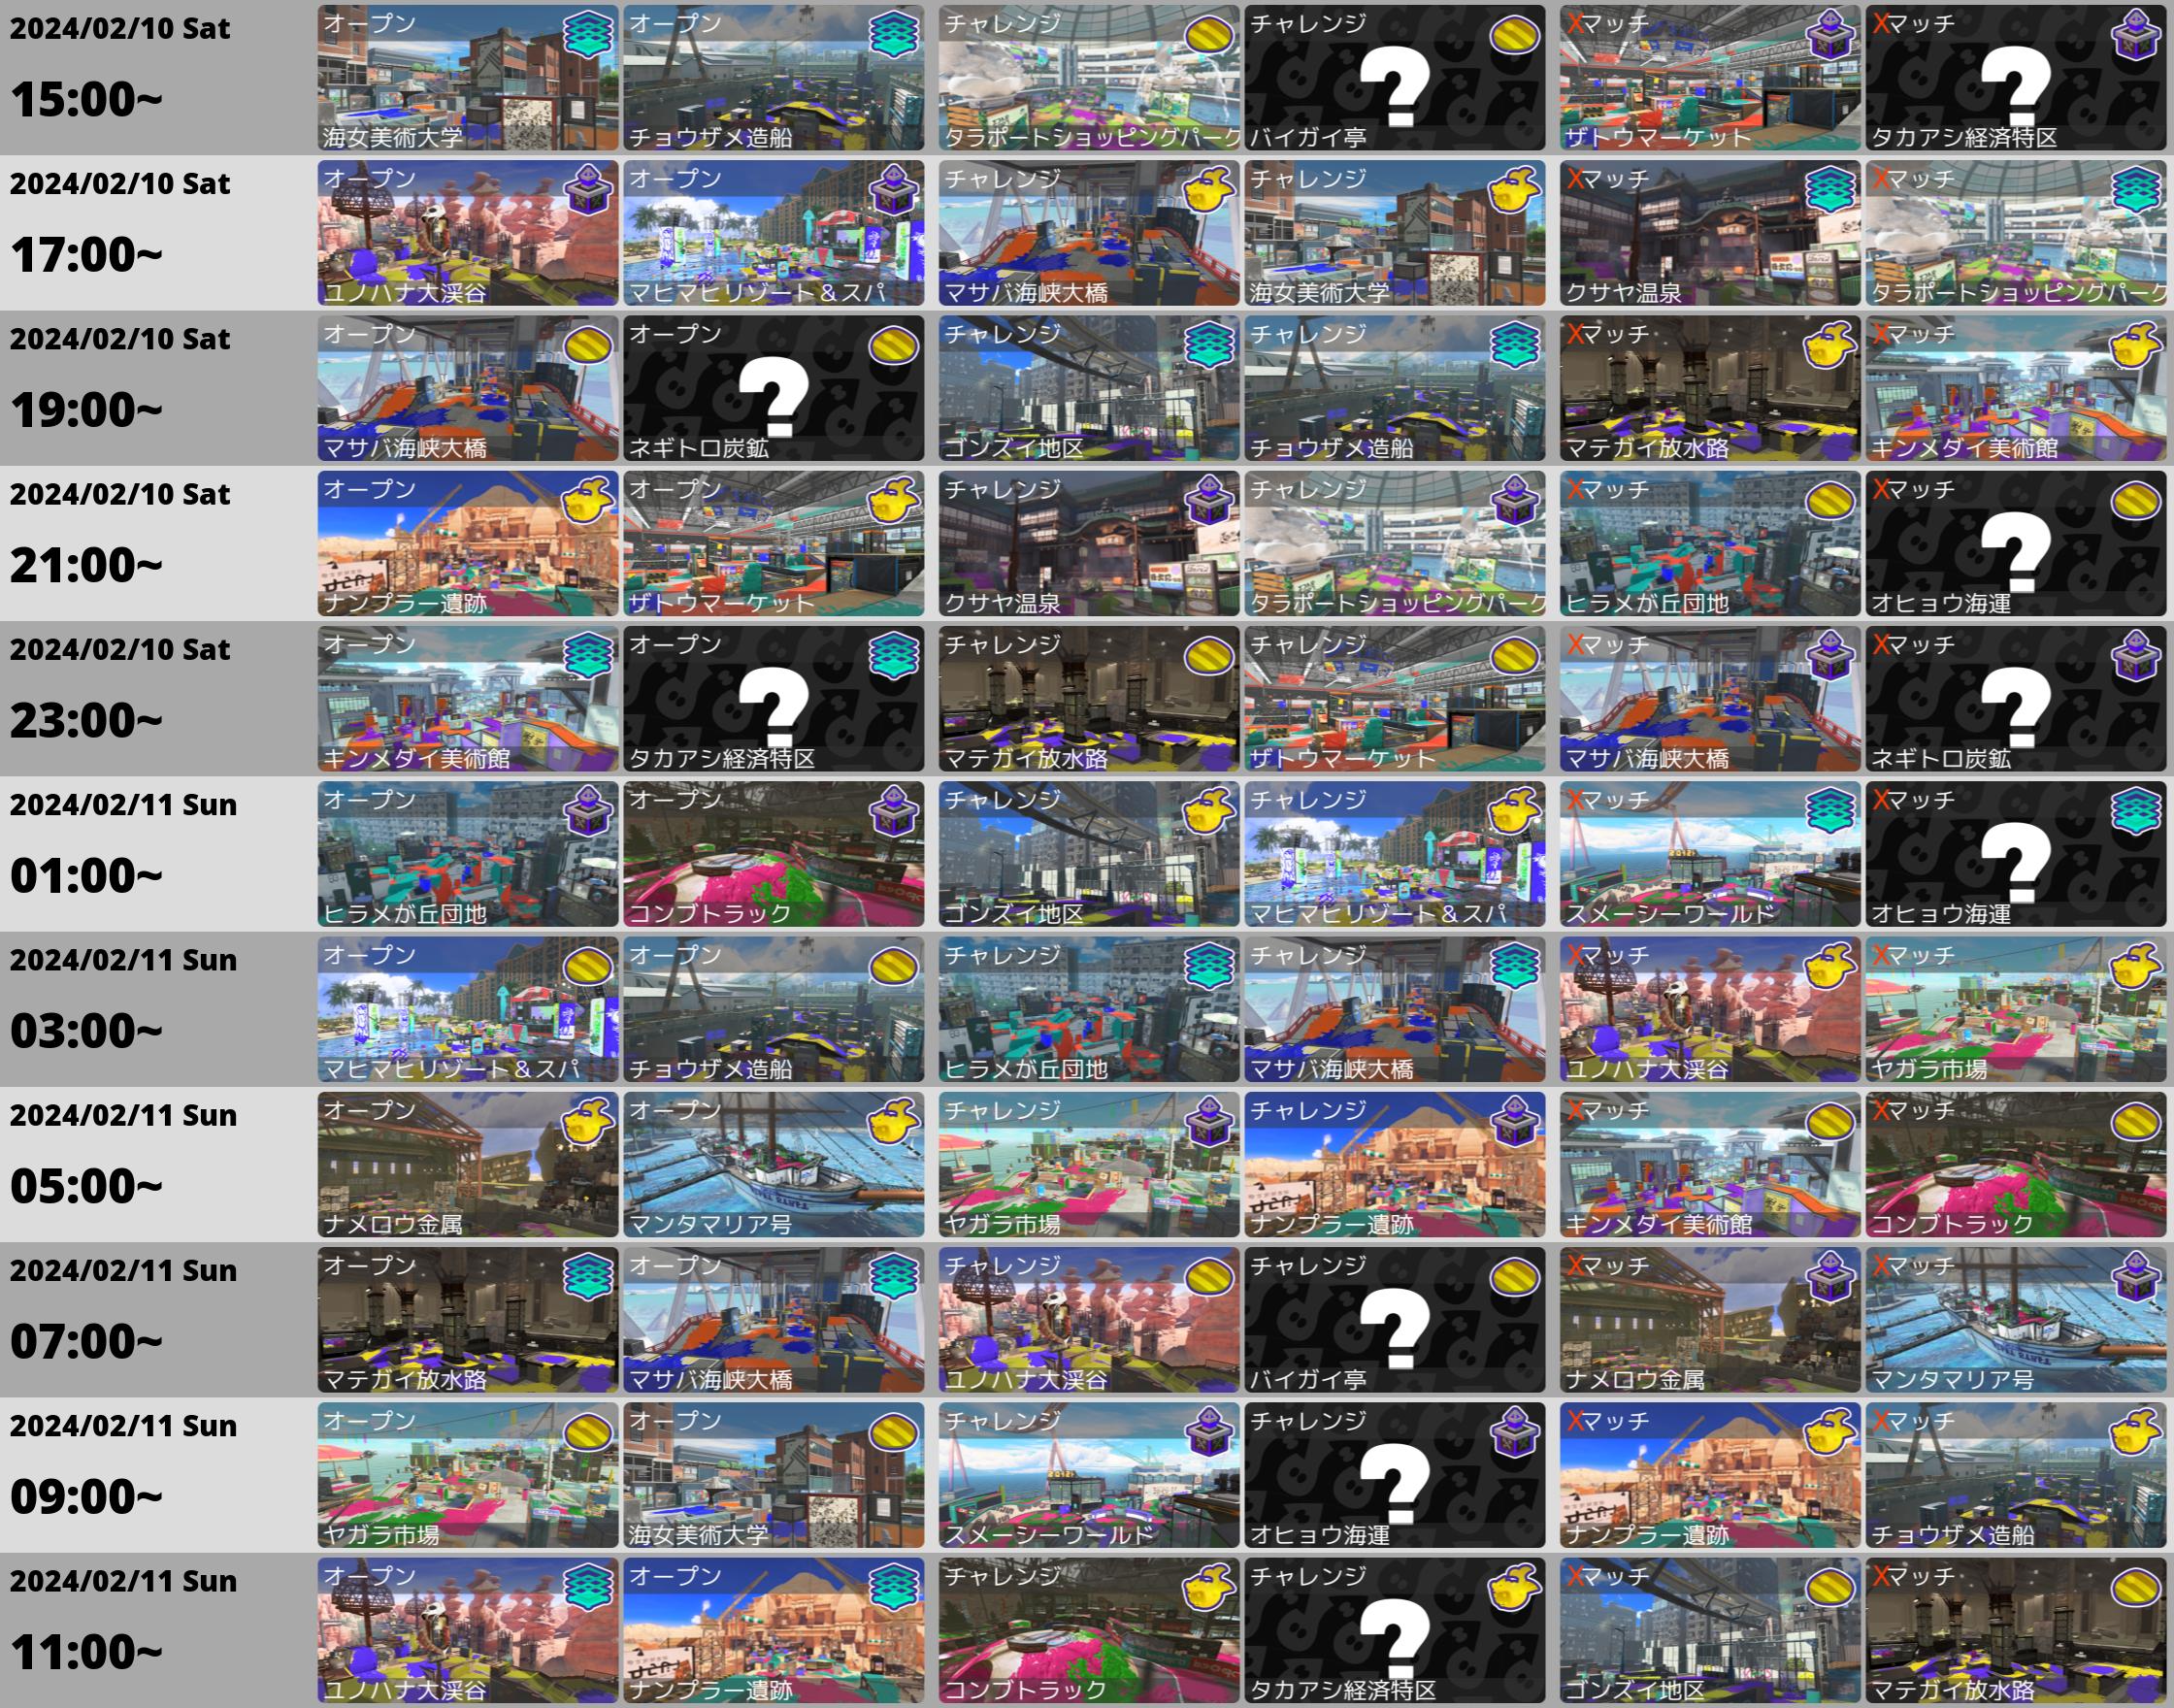 2024/02/10 Sat
15:00~
オープン
海女美術大学
オープン
チョウザメ造船
チャレンジ
タラポートショッピングパーク
チャレンジ
?
バイガイ亭
Xマッチ
ザトウマーケット
Xマッチ
?
タカアシ経済特区
2024/02/10 Sat
17:00~
オープン
ユノハナ大渓谷
オープン
マヒマヒリゾート&スパ
チャレンジ
マサバ海峡大橋
チャレンジ
海女美術大学
Xマッチ
クサヤ温泉
Xマッチ
タラポートショッピングパーク
2024/02/10 Sat
19:00~
オープン
マサバ海峡大橋
オープン
?
ネギトロ炭鉱
チャレンジ
ゴンズイ地区
チャレンジ
チョウザメ造船
Xマッチ
マテガイ放水路
Xマッチ
キンメダイ美術館
2024/02/10 Sat
21:00~
オープン
ナンプラー遺跡
オープン
ザトウマーケット
チャレンジ
クサヤ温泉
チャレンジ
タラポートショッピングパーク
Xマッチ
ヒラメが丘団地
Xマッチ
?
オヒョウ海運
2024/02/10 Sat
23:00~
オープン
キンメダイ美術館
オープン
?
タカアシ経済特区
チャレンジ
マテガイ放水路
チャレンジ
ザトウマーケット
Xマッチ
マサバ海峡大橋
Xマッチ
?
ネギトロ炭鉱
2024/02/11 Sun
01:00~
オープン
ヒラメが丘団地
オープン
コンブトラック
チャレンジ
ゴンズイ地区
チャレンジ
マヒマヒリゾート&スパ
Xマッチ
スメーシーワールド
Xマッチ
?
オヒョウ海運
2024/02/11 Sun
03:00~
オープン
マヒマヒリゾート&スパ
オープン
チョウザメ造船
チャレンジ
ヒラメが丘団地
チャレンジ
マサバ海峡大橋
Xマッチ
ユノハナ大渓谷
Xマッチ
ヤガラ市場
2024/02/11 Sun
05:00~
オープン
ナメロウ金属
オープン
マンタマリア号
チャレンジ
ヤガラ市場
チャレンジ
ナンプラー遺跡
Xマッチ
キンメダイ美術館
Xマッチ
コンブトラック
2024/02/11 Sun
07:00~
オープン
マテガイ放水路
オープン
マサバ海峡大橋
チャレンジ
ユノハナ大渓谷
チャレンジ
?
バイガイ亭
Xマッチ
ナメロウ金属
Xマッチ
マンタマリア号
2024/02/11 Sun
09:00~
オープン
ヤガラ市場
オープン
海女美術大学
チャレンジ
スメーシーワールド
チャレンジ
?
オヒョウ海運
Xマッチ
ナンプラー遺跡
Xマッチ
チョウザメ造船
2024/02/11 Sun
11:00~
オープン
ユノハナ大渓谷
オープン
ナンプラー遺跡
チャレンジ
コンブトラック
チャレンジ
?
タカアシ経済特区
Xマッチ
ゴンズイ地区
Xマッチ
マテガイ放水路